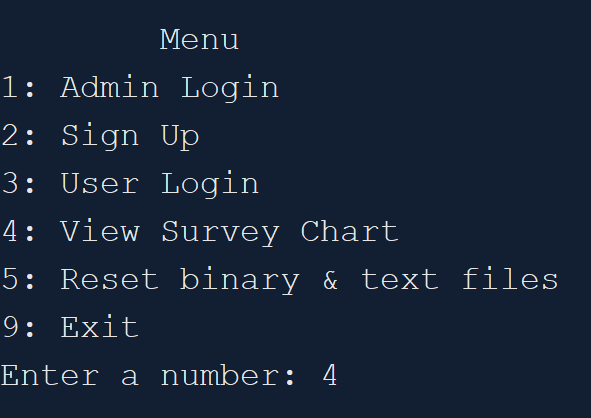 Menu
1: Admin Login
2: Sign Up
3: User Login
4: View Survey Chart
5: Reset binary & text files
9: Exit
Enter a number: 4